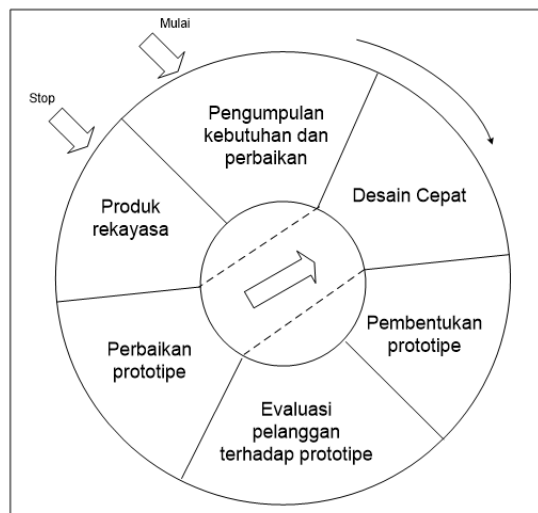 Mulai
Stop
Pengumpulan
kebutuhan dan
perbaikan
Desain Cepat
Pembentukan
prototipe
Evaluasi
pelanggan
terhadap prototipe
Perbaikan
prototipe
Produk
rekayasa